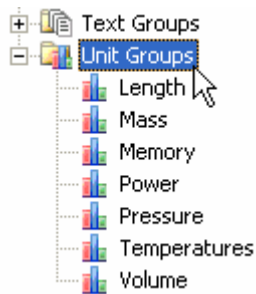 Text Groups
Unit Groups
Length
Mass
Memory
Power
Pressure
Temperatures
Volume